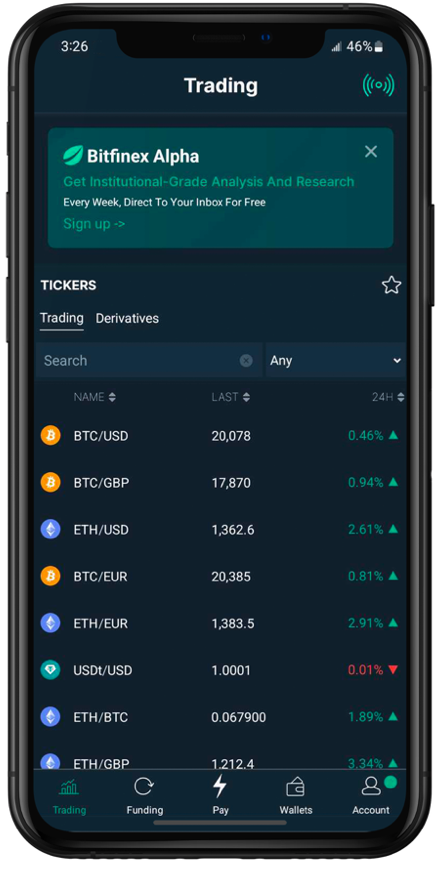 3:26 46%
Trading
Bitfinex Alpha
Get Institutional-Grade Analysis And Research
Every Week, Direct To Your Inbox For Free
Sign up ->
TICKERS
Trading Derivatives
Search Any
NAME LAST 24H
BTC/USD 20,078 0.46%
BTC/GBP 17,870 0.94%
ETH/USD 1,362.6 2.61%
BTC/EUR 20,385 0.81%
ETH/EUR 1,383.5 2.91%
USDt/USD 1.0001 0.01%
ETH/BTC 0.067900 1.89%
ETH/GBP 1,212.4 3.34%
Trading Funding Pay Wallets Account